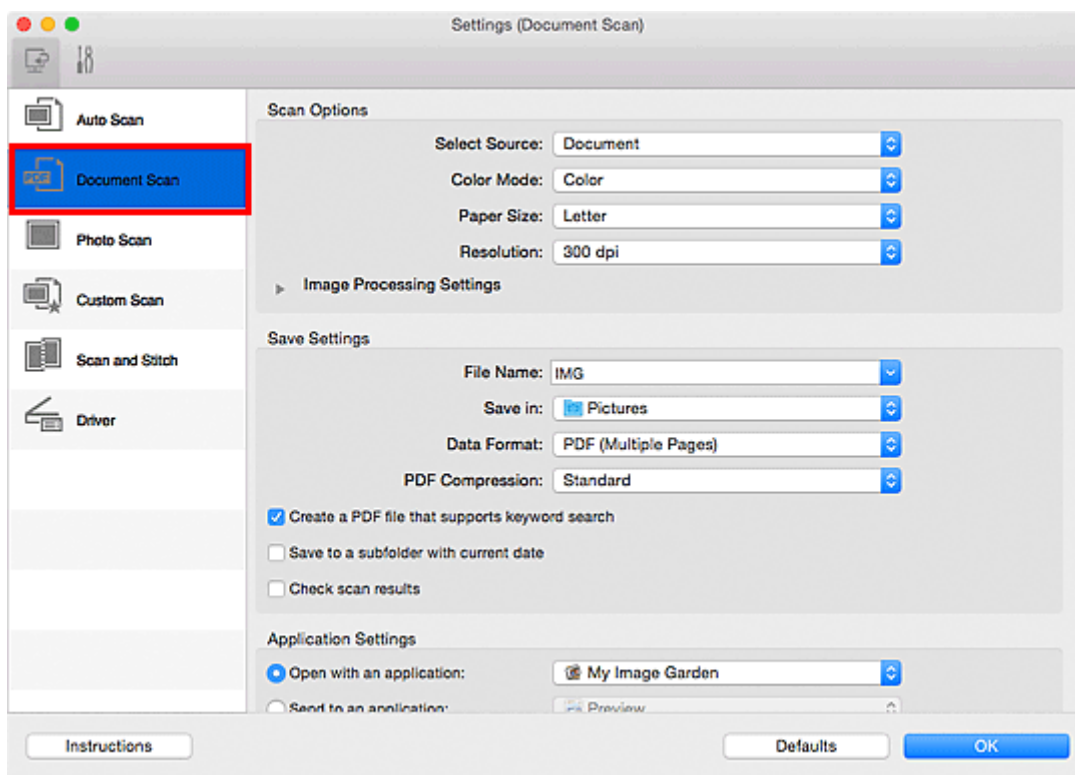 Settings (Document Scan)
Auto Scan
PDF
Document Scan
Photo Scan
Custom Scan
Scan and Stitch
Driver
Scan Options
Select Source: Document
Color Mode: Color
Paper Size: Letter
Resolution: 300 dpi
Image Processing Settings
Save Settings
File Name: IMG
Save in: Pictures
Data Format: PDF (Multiple Pages)
PDF Compression: Standard
Create a PDF file that supports keyword search
Save to a subfolder with current date
Check scan results
Application Settings
Open with an application: My Image Garden
Send to an application: Preview
Instructions Defaults OK